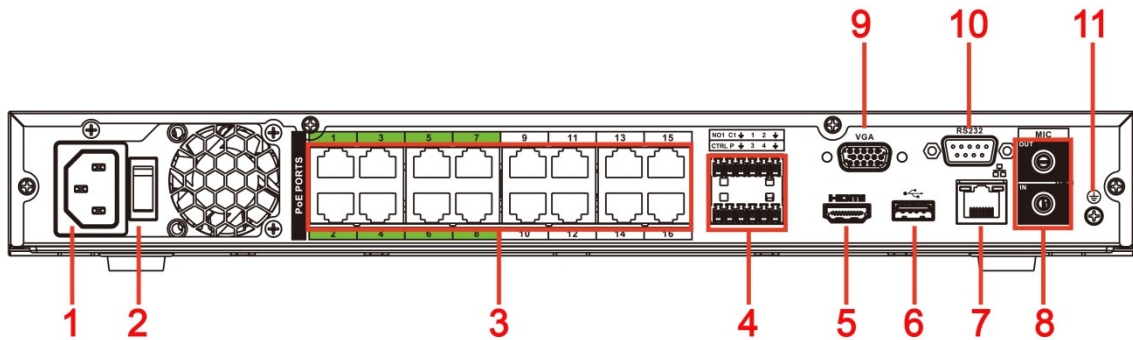 9 10 11
VGA
RS232
MIC
OUT
IN
PoE PORTS
1 3 5 7 9 11 13 15
2 4 6 8 10 12 14 16
NO1 C1 ⏚ 1 2 ⏚
CTRL P ⏚ 3 4 ⏚
HDMI
1 2 3 4 5 6 7 8